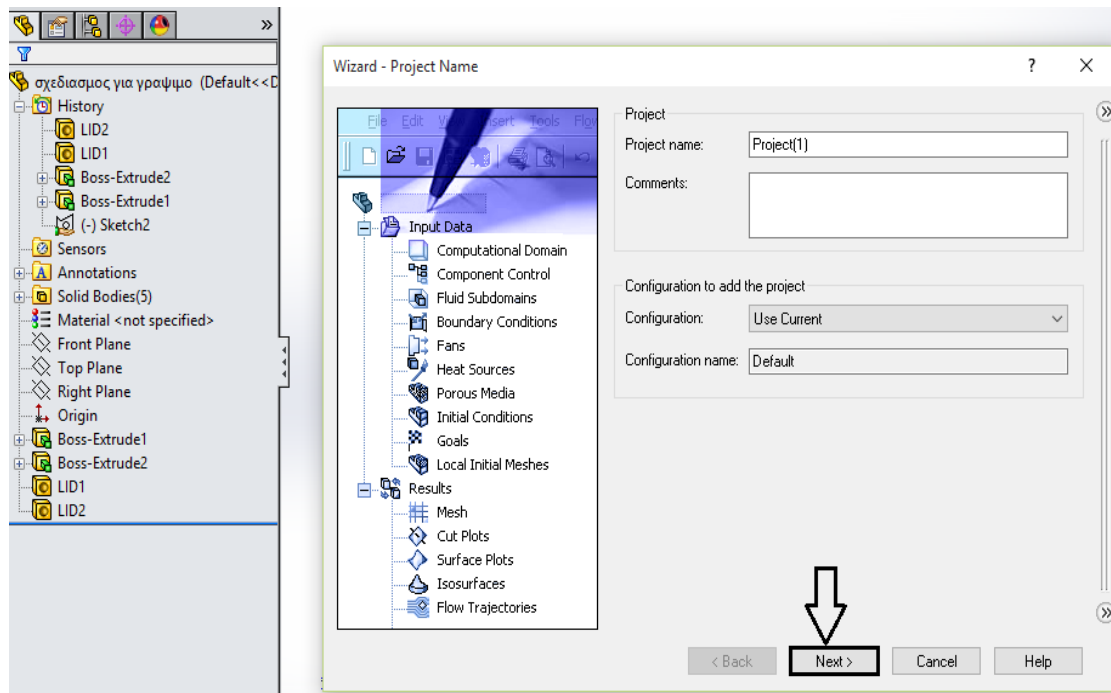 »
σχεδιασμος για γραψιμο (Default<<D
History
LID2
LID1
Boss-Extrude2
Boss-Extrude1
(-) Sketch2
Sensors
Annotations
Solid Bodies(5)
Material <not specified>
Front Plane
Top Plane
Right Plane
Origin
Boss-Extrude1
Boss-Extrude2
LID1
LID2
Wizard - Project Name
?
File Edit Insert Tools Flow
Input Data
Computational Domain
Component Control
Fluid Subdomains
Boundary Conditions
Fans
Heat Sources
Porous Media
Initial Conditions
Goals
Local Initial Meshes
Results
Mesh
Cut Plots
Surface Plots
Isosurfaces
Flow Trajectories
Project
Project name: Project(1)
Comments:
Configuration to add the project
Configuration: Use Current
Configuration name: Default
< Back Next > Cancel Help